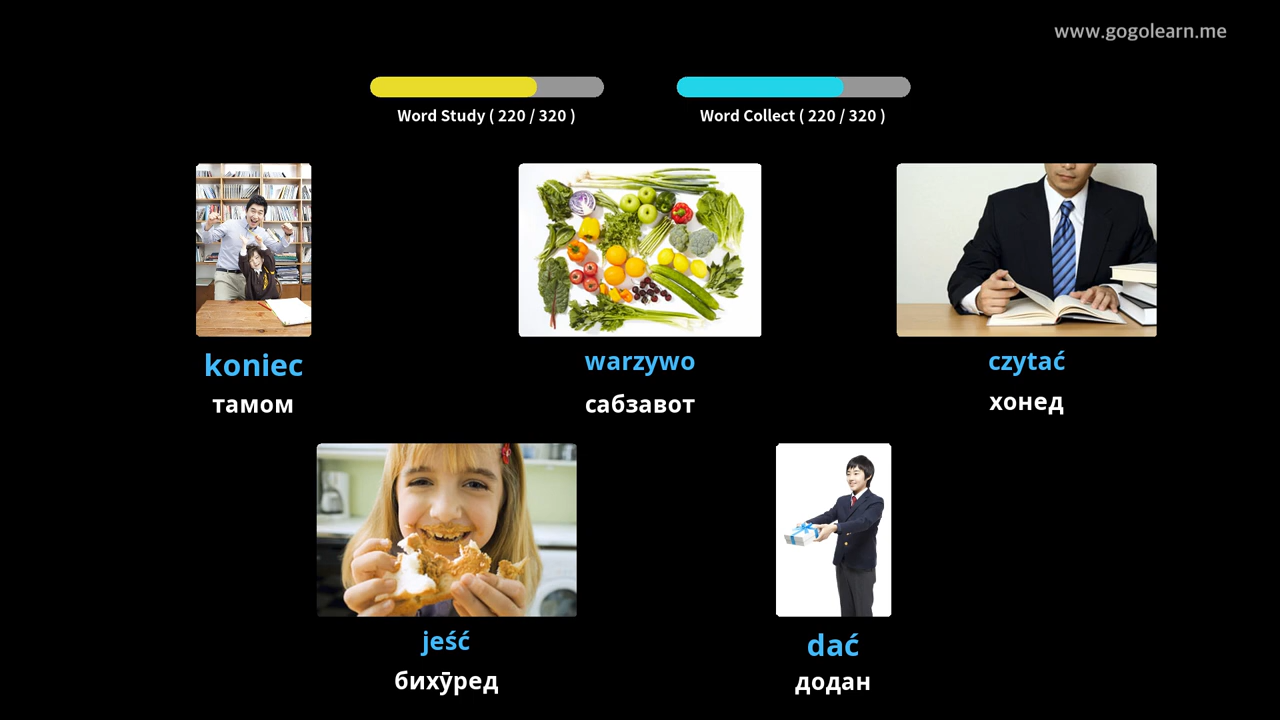 www.gogolearn.me
Word Study ( 220 / 320 )
Word Collect ( 220 / 320 )
koniec
тамом
warzywo
сабзавот
czytać
хонед
jeść
бихӯред
dać
додан